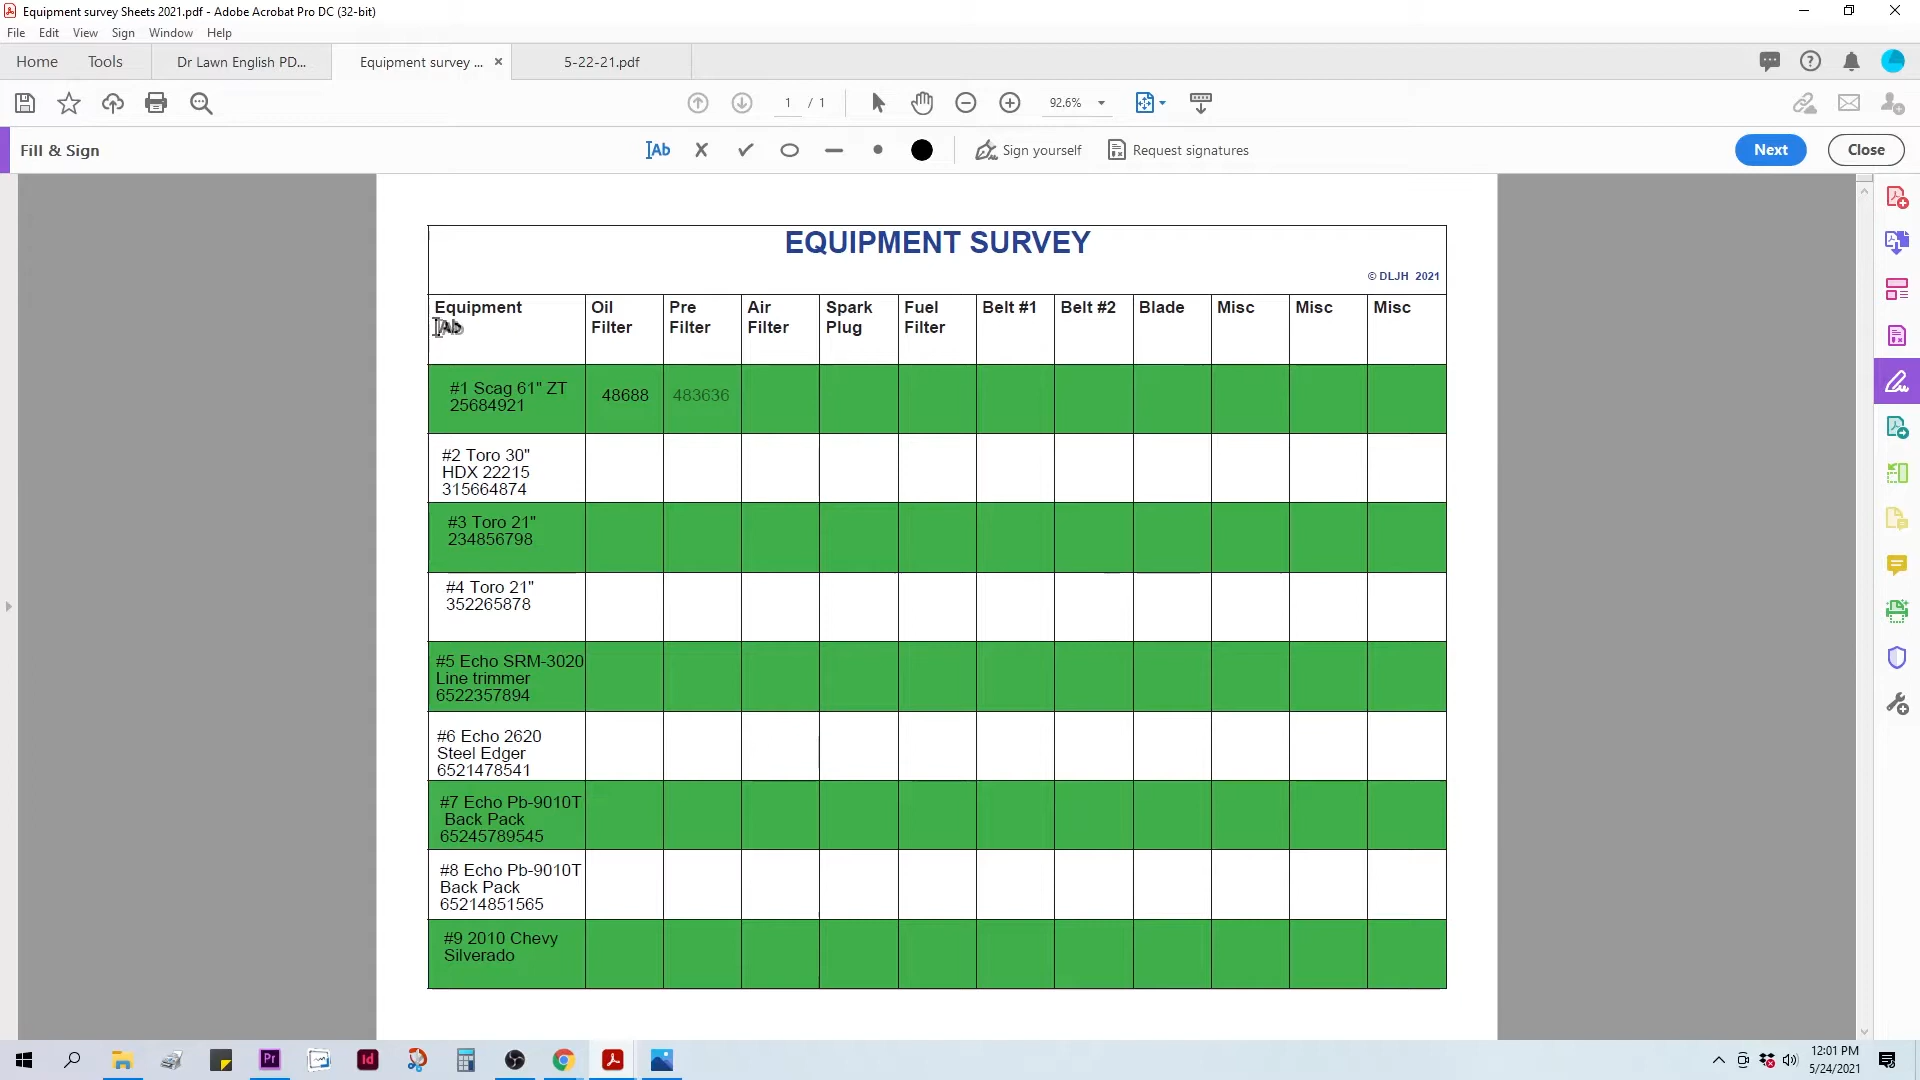 Equipment survey Sheets 2021.pdf - Adobe Acrobat Pro DC (32-bit)
File Edit View Sign Window Help
Home Tools Dr Lawn English PD... Equipment survey ... × 5-22-21.pdf
1 / 1 92.6%
Fill & Sign Ab Sign yourself Request signatures Next Close
EQUIPMENT SURVEY
© DLJH 2021
Equipment Oil Filter Pre Filter Air Filter Spark Plug Fuel Filter Belt #1 Belt #2 Blade Misc Misc Misc
Ab
#1 Scag 61" ZT 48688 483636
25684921
#2 Toro 30"
HDX 22215
315664874
#3 Toro 21"
234856798
#4 Toro 21"
352265878
#5 Echo SRM-3020
Line trimmer
6522357894
#6 Echo 2620
Steel Edger
6521478541
#7 Echo Pb-9010T
Back Pack
65245789545
#8 Echo Pb-9010T
Back Pack
65214851565
#9 2010 Chevy
Silverado
Pr Id
12:01 PM
5/24/2021